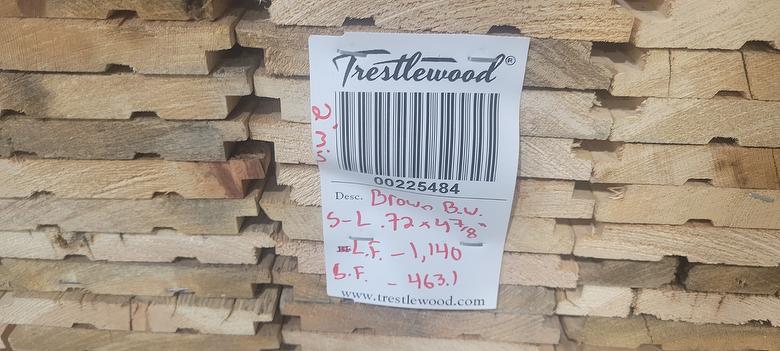 Trestlewood®
00225484
Desc. Brown B.W.
S-L .72 x 4 7/8"
L.F. - 1,140
B.F. - 463.1
www.trestlewood.com